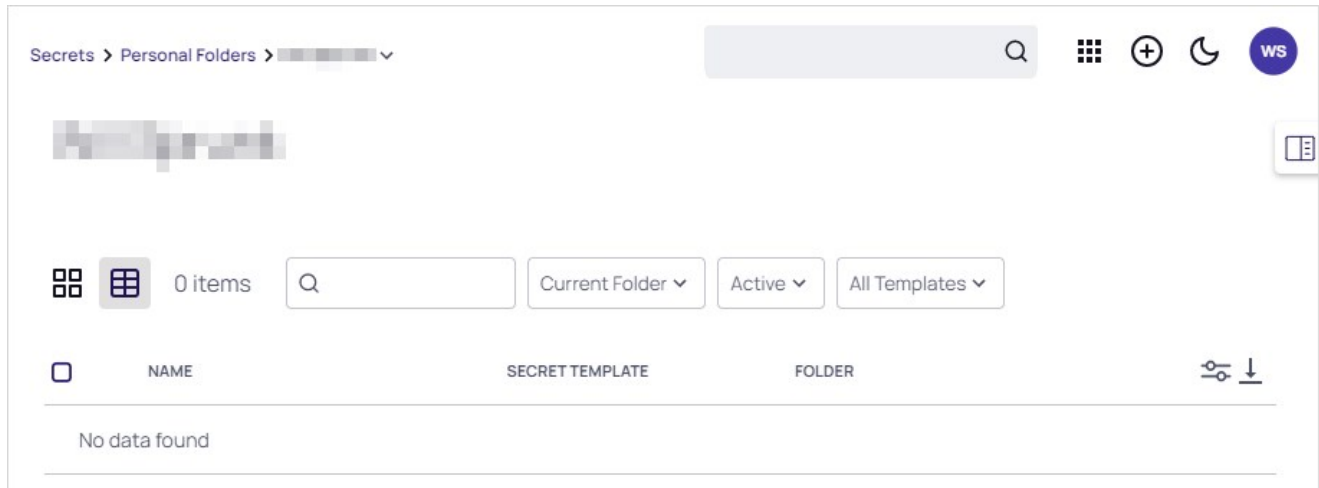 Secrets > Personal Folders >
WS
0 items
Current Folder
Active
All Templates
NAME SECRET TEMPLATE FOLDER
No data found